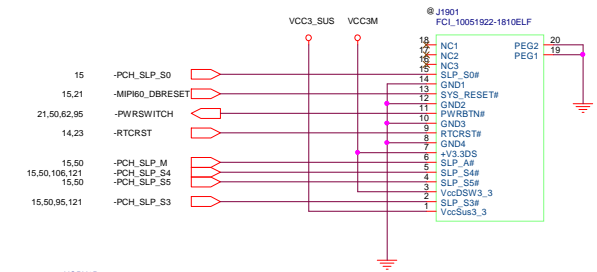 @ J1901
FCI_10051922-1810ELF
VCC3_SUS VCC3M
18 NC1 PEG2 20
17 NC2 PEG1 19
16 NC3
15 -PCH_SLP_S0 15 SLP_S0#
14 GND1
15,21 -MIPI60_DBRESET 13 SYS_RESET#
12 GND2
21,50,62,95 -PWRSWITCH 11 PWRBTN#
10 GND3
14,23 -RTCRST 9 RTCRST#
8 GND4
7 +V3.3DS
15,50 -PCH_SLP_M 6 SLP_A#
15,50,106,121 -PCH_SLP_S4 5 SLP_S4#
15,50 -PCH_SLP_S5 4 SLP_S5#
3 VccDSW3_3
15,50,95,121 -PCH_SLP_S3 2 SLP_S3#
1 VccSus3_3